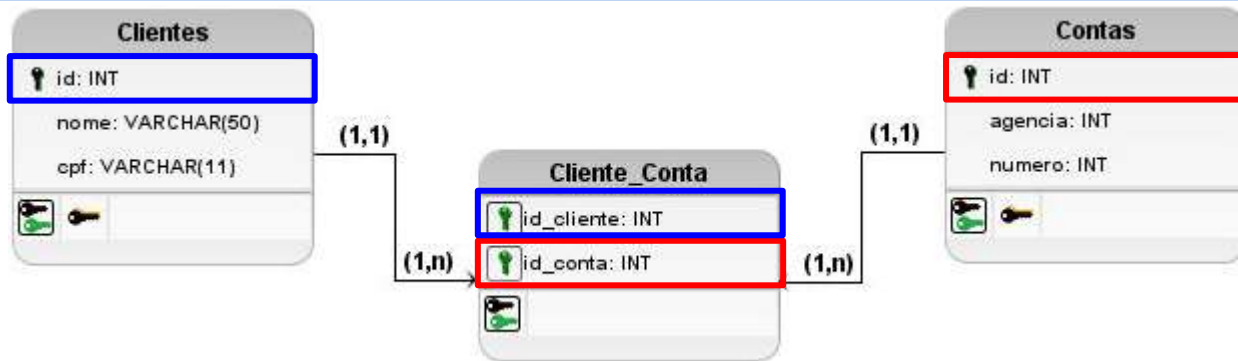 Clientes
id: INT
nome: VARCHAR(50)
cpf: VARCHAR(11)
(1,1)
(1,n)
Cliente_Conta
id_cliente: INT
id_conta: INT
(1,1)
(1,n)
Contas
id: INT
agencia: INT
numero: INT